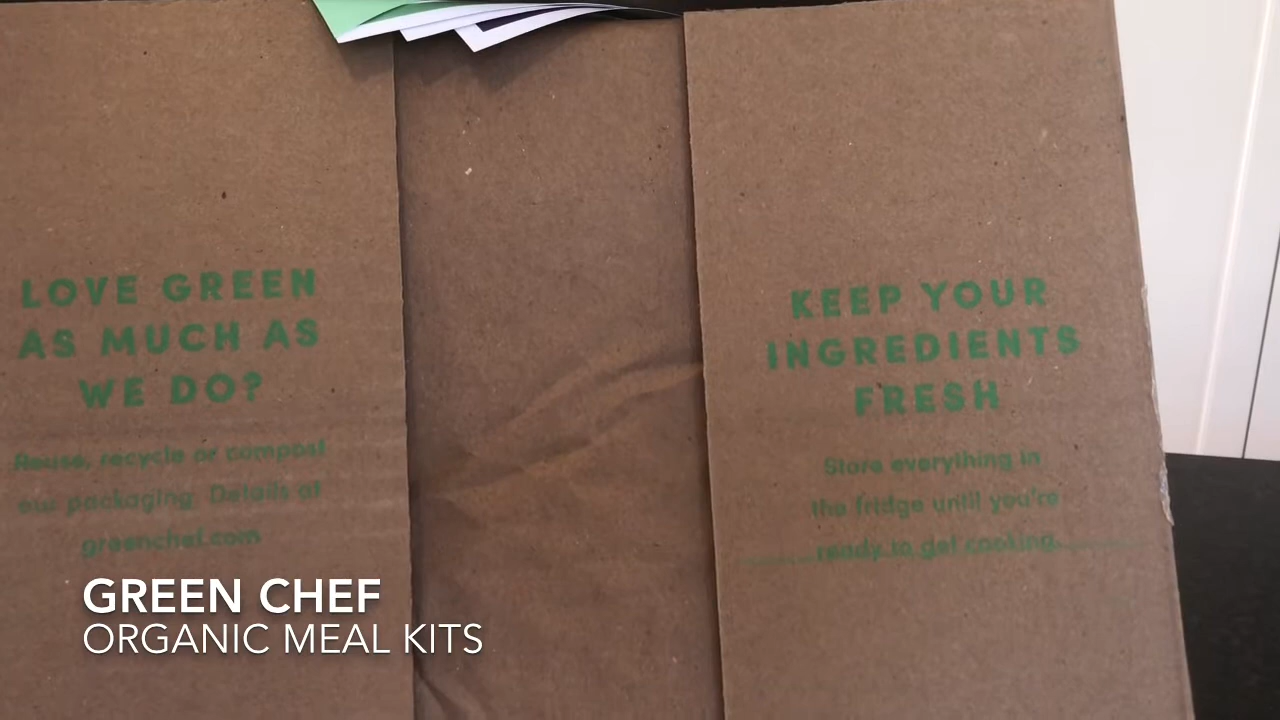 LOVE GREEN
AS MUCH AS
WE DO?
Reuse, recycle or compost
our packaging. Details at
greenchef.com
KEEP YOUR
INGREDIENTS
FRESH
Store everything in
the fridge until you're
ready to get cooking.
GREEN CHEF
ORGANIC MEAL KITS